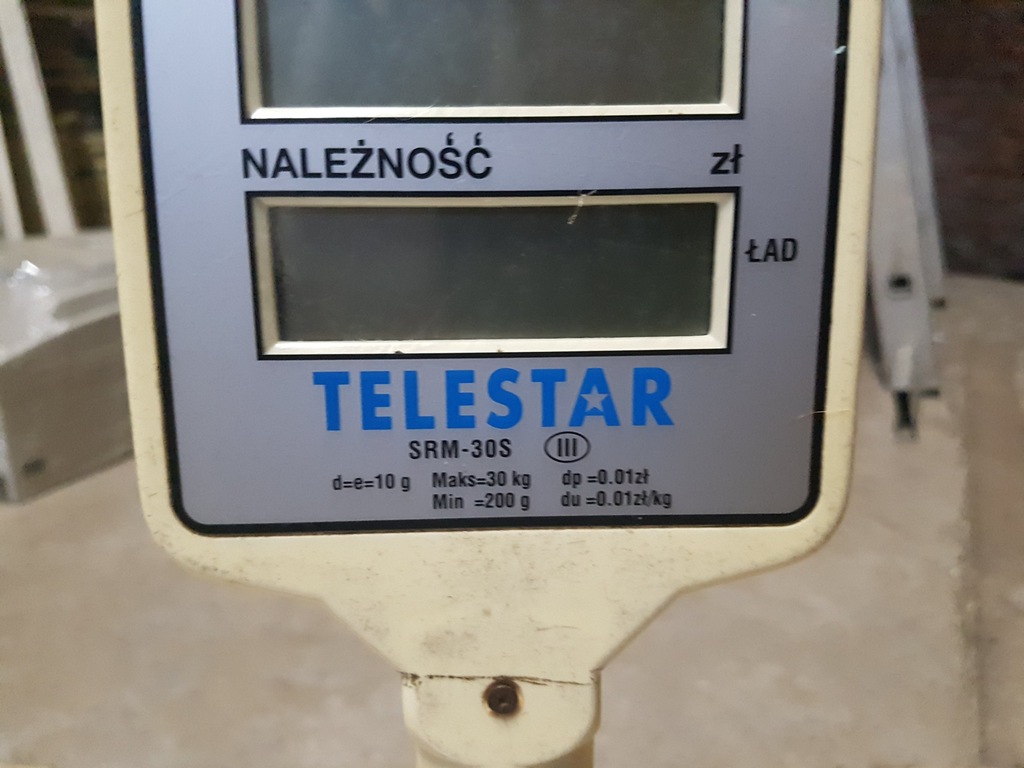 NALEŻNOŚĆ zł
ŁAD
TELESTAR
SRM-30S III
d=e=10 g Maks=30 kg dp =0.01zł
Min =200 g du =0.01zł/kg